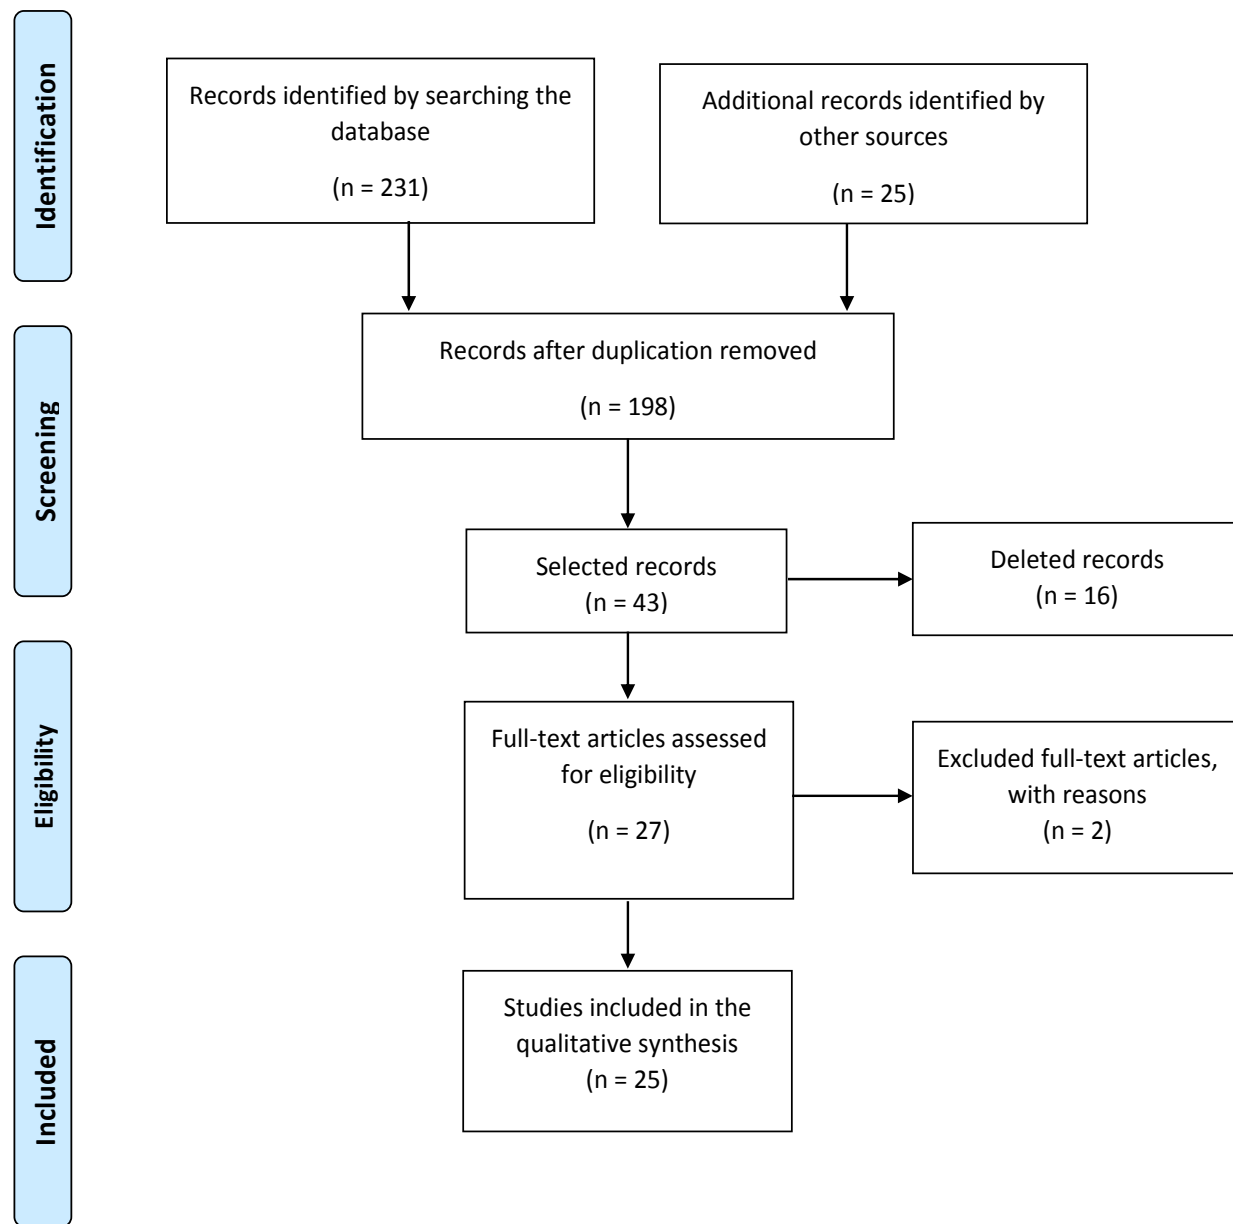 Identification
Records identified by searching the
database
(n = 231)
Additional records identified by
other sources
(n = 25)
Screening
Records after duplication removed
(n = 198)
Selected records
(n = 43)
Deleted records
(n = 16)
Eligibility
Full-text articles assessed
for eligibility
(n = 27)
Excluded full-text articles,
with reasons
(n = 2)
Included
Studies included in the
qualitative synthesis
(n = 25)